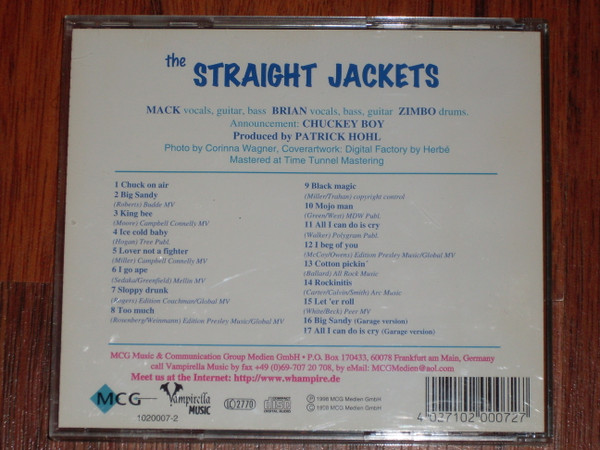 the STRAIGHT JACKETS
MACK vocals, guitar, bass BRIAN vocals, bass, guitar ZIMBO drums.
Announcement: CHUCKEY BOY
Produced by PATRICK HOHL
Photo by Corinna Wagner, Coverartwork: Digital Factory by Herbé
Mastered at Time Tunnel Mastering
1 Chuck on air
2 Big Sandy
(Roberts) Budde MV
3 King bee
(Moore) Campbell Connelly MV
4 Ice cold baby
(Hogan) Tree Publ.
5 Lover not a fighter
(Miller) Campbell Connelly MV
6 I go ape
(Sedaka/Greenfield) Mellin MV
7 Sloppy drunk
(Rogers) Edition Coachman/Global MV
8 Too much
(Rosenberg/Weinmann) Edition Presley Music/Global MV
9 Black magic
(Miller/Trahan) copyright control
10 Mojo man
(Green/West) MDW Publ.
11 All I can do is cry
(Walker) Polygram Publ.
12 I beg of you
(McCoy/Owens) Edition Presley Music/Global MV
13 Cotton pickin'
(Ballard) All Rock Music
14 Rockinitis
(Carter/Calvin/Smith) Arc Music
15 Let 'er roll
(White/Beck) Peer MV
16 Big Sandy (Garage version)
17 All I can do is cry (Garage version)
MCG Music & Communication Group Medien GmbH • P.O. Box 170433, 60078 Frankfurt am Main, Germany
call Vampirella Music by fax +49 (0)69-707 20 708, by eMail: MCGMedien@aol.com
Meet us at the Internet: http://www.whampire.de
MCG
Vampirella MUSIC
LC 2770
COMPACT disc DIGITAL AUDIO
MCG Medien GmbH
MCG Medien GmbH
1020007-2
4 037102 000727